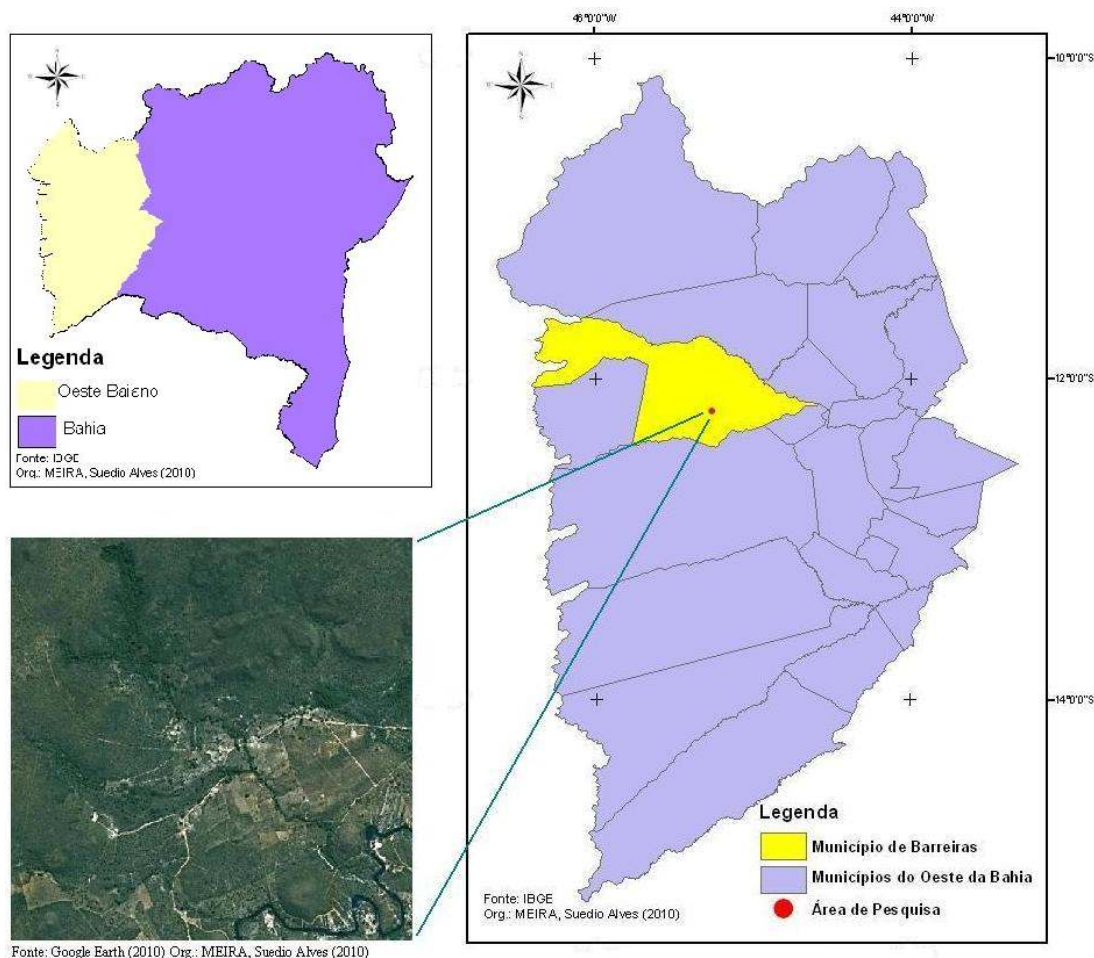 Legenda
Oeste Baiano
Bahia
Fonte: IBGE
Org.: MEIRA, Suedio Alves (2010)
Fonte: Google Earth (2010) Org.: MEIRA, Suedio Alves (2010)
46°0'0"W
44°0'0"W
10°0'0"S
12°0'0"S
14°0'0"S
Legenda
Município de Barreiras
Municípios do Oeste da Bahia
Área de Pesquisa
Fonte: IBGE
Org.: MEIRA, Suedio Alves (2010)